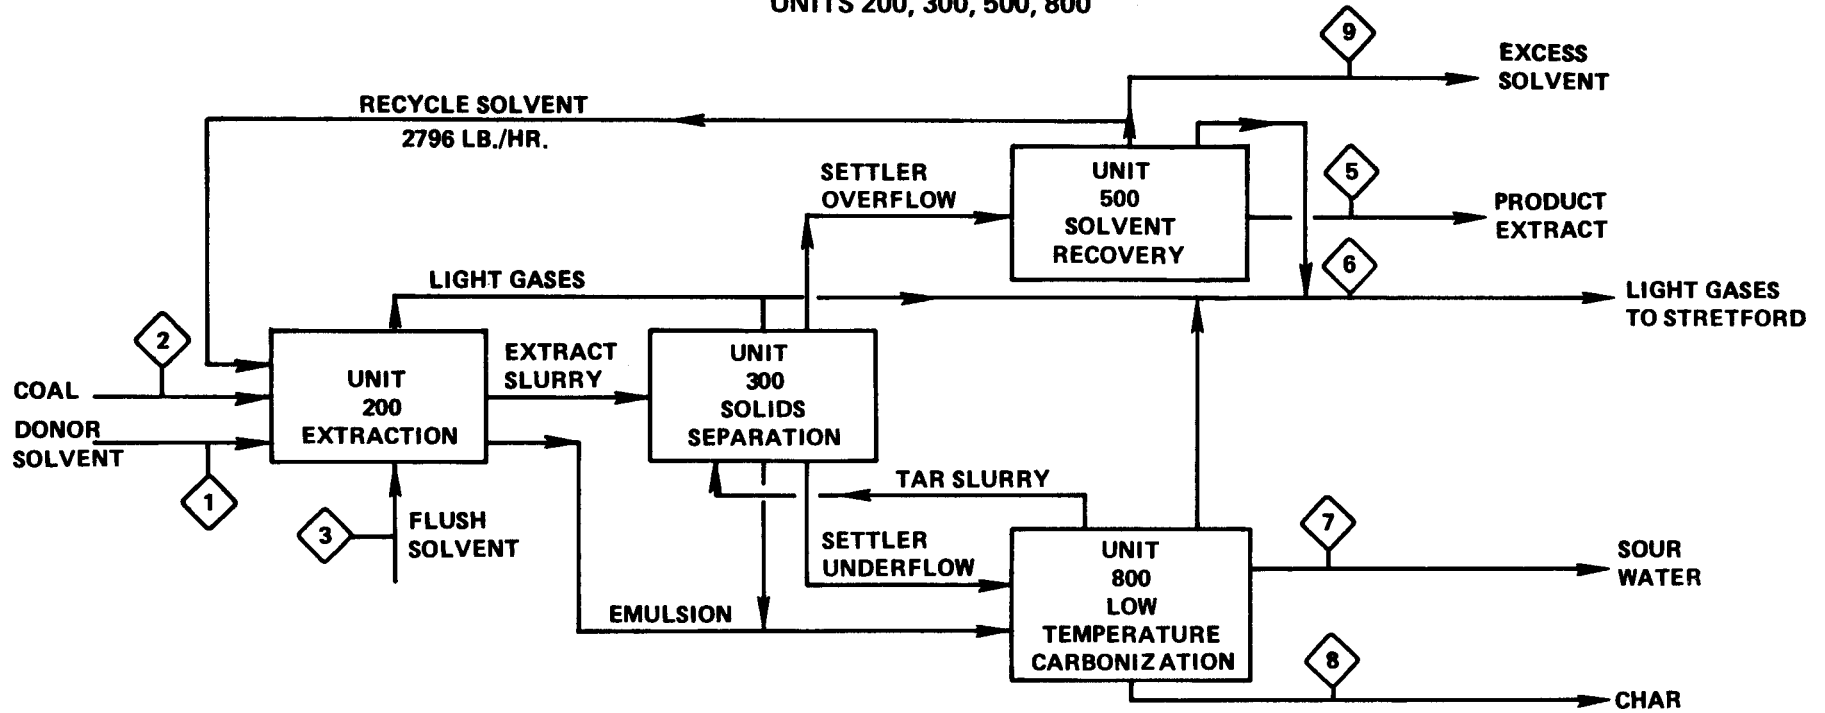 UNITS 200, 300, 500, 800
9
EXCESS
SOLVENT
RECYCLE SOLVENT
2796 LB./HR.
SETTLER
OVERFLOW
UNIT
500
SOLVENT
RECOVERY
5
PRODUCT
EXTRACT
6
LIGHT GASES
LIGHT GASES
TO STRETFORD
2
COAL
DONOR
SOLVENT
1
UNIT
200
EXTRACTION
EXTRACT
SLURRY
UNIT
300
SOLIDS
SEPARATION
3
FLUSH
SOLVENT
TAR SLURRY
SETTLER
UNDERFLOW
EMULSION
UNIT
800
LOW
TEMPERATURE
CARBONIZATION
7
SOUR
WATER
8
CHAR